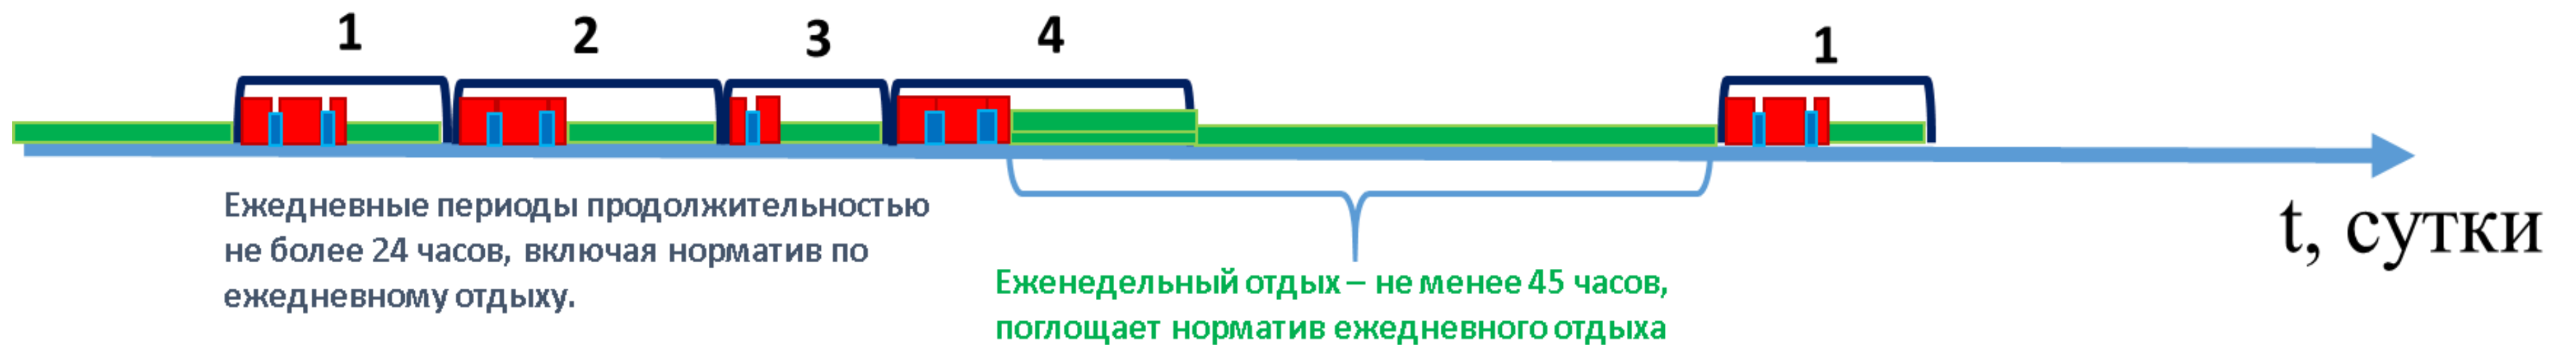 1 2 3 4 1
Ежедневные периоды продолжительностью
не более 24 часов, включая норматив по
ежедневному отдыху.
t, сутки
Еженедельный отдых – не менее 45 часов,
поглощает норматив ежедневного отдыха